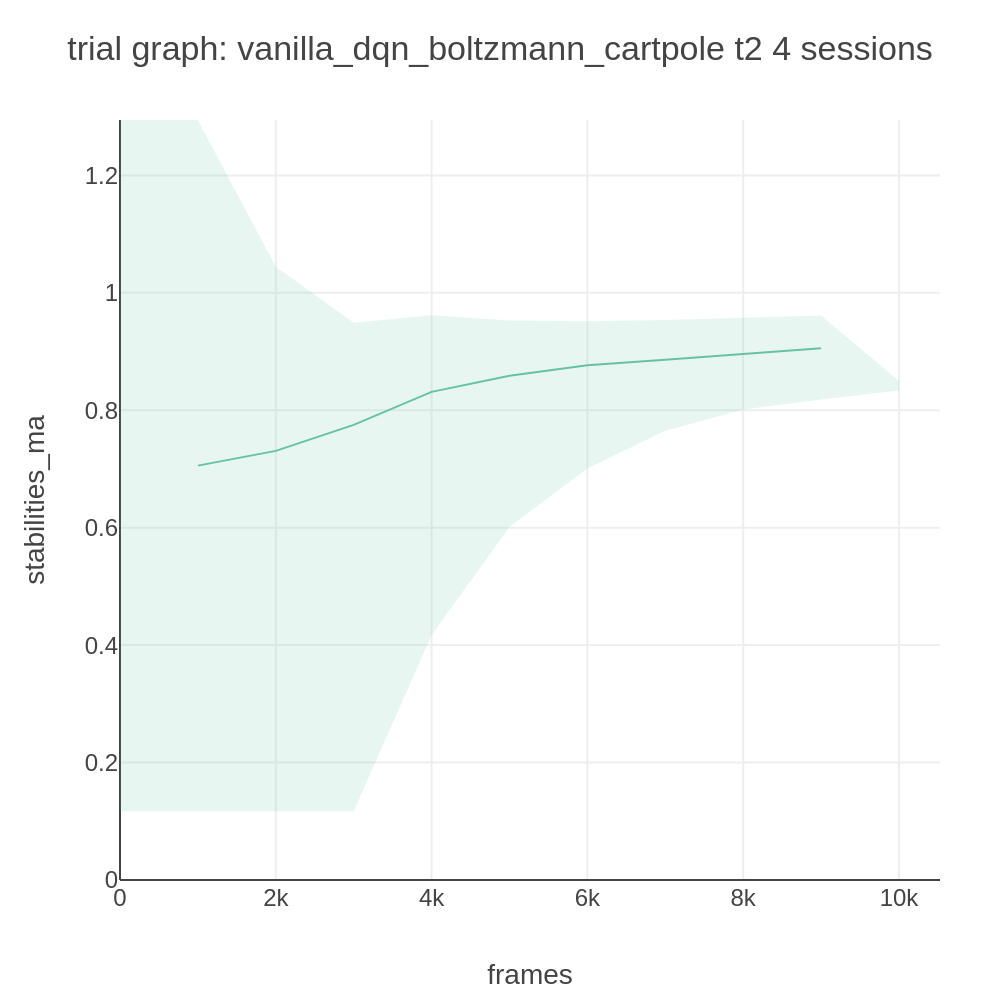 trial graph: vanilla_dqn_boltzmann_cartpole t2 4 sessions
stabilities_ma
1.2
1
0.8
0.6
0.4
0.2
0
0 2k 4k 6k 8k 10k
frames